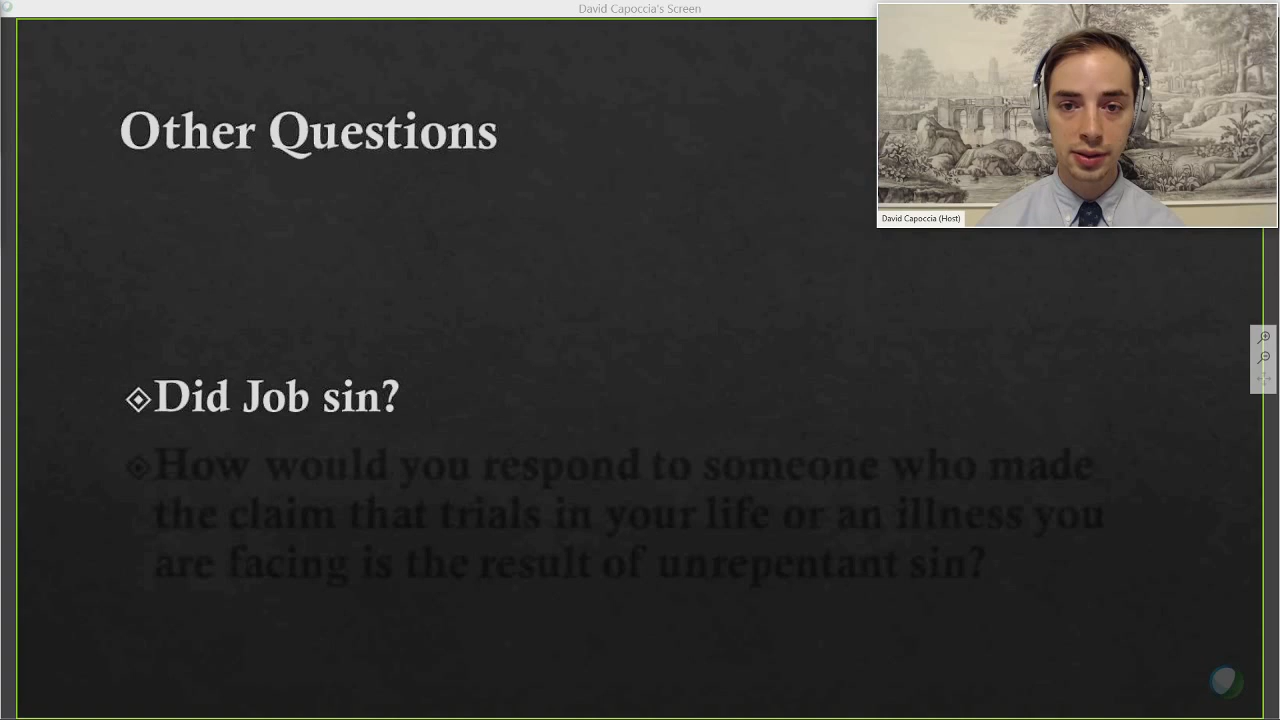 David Capoccia's Screen
Other Questions
David Capoccia (Host)
Did Job sin?
How would you respond to someone who made
the claim that trials in your life or an illness you
are facing is the result of unrepentant sin?